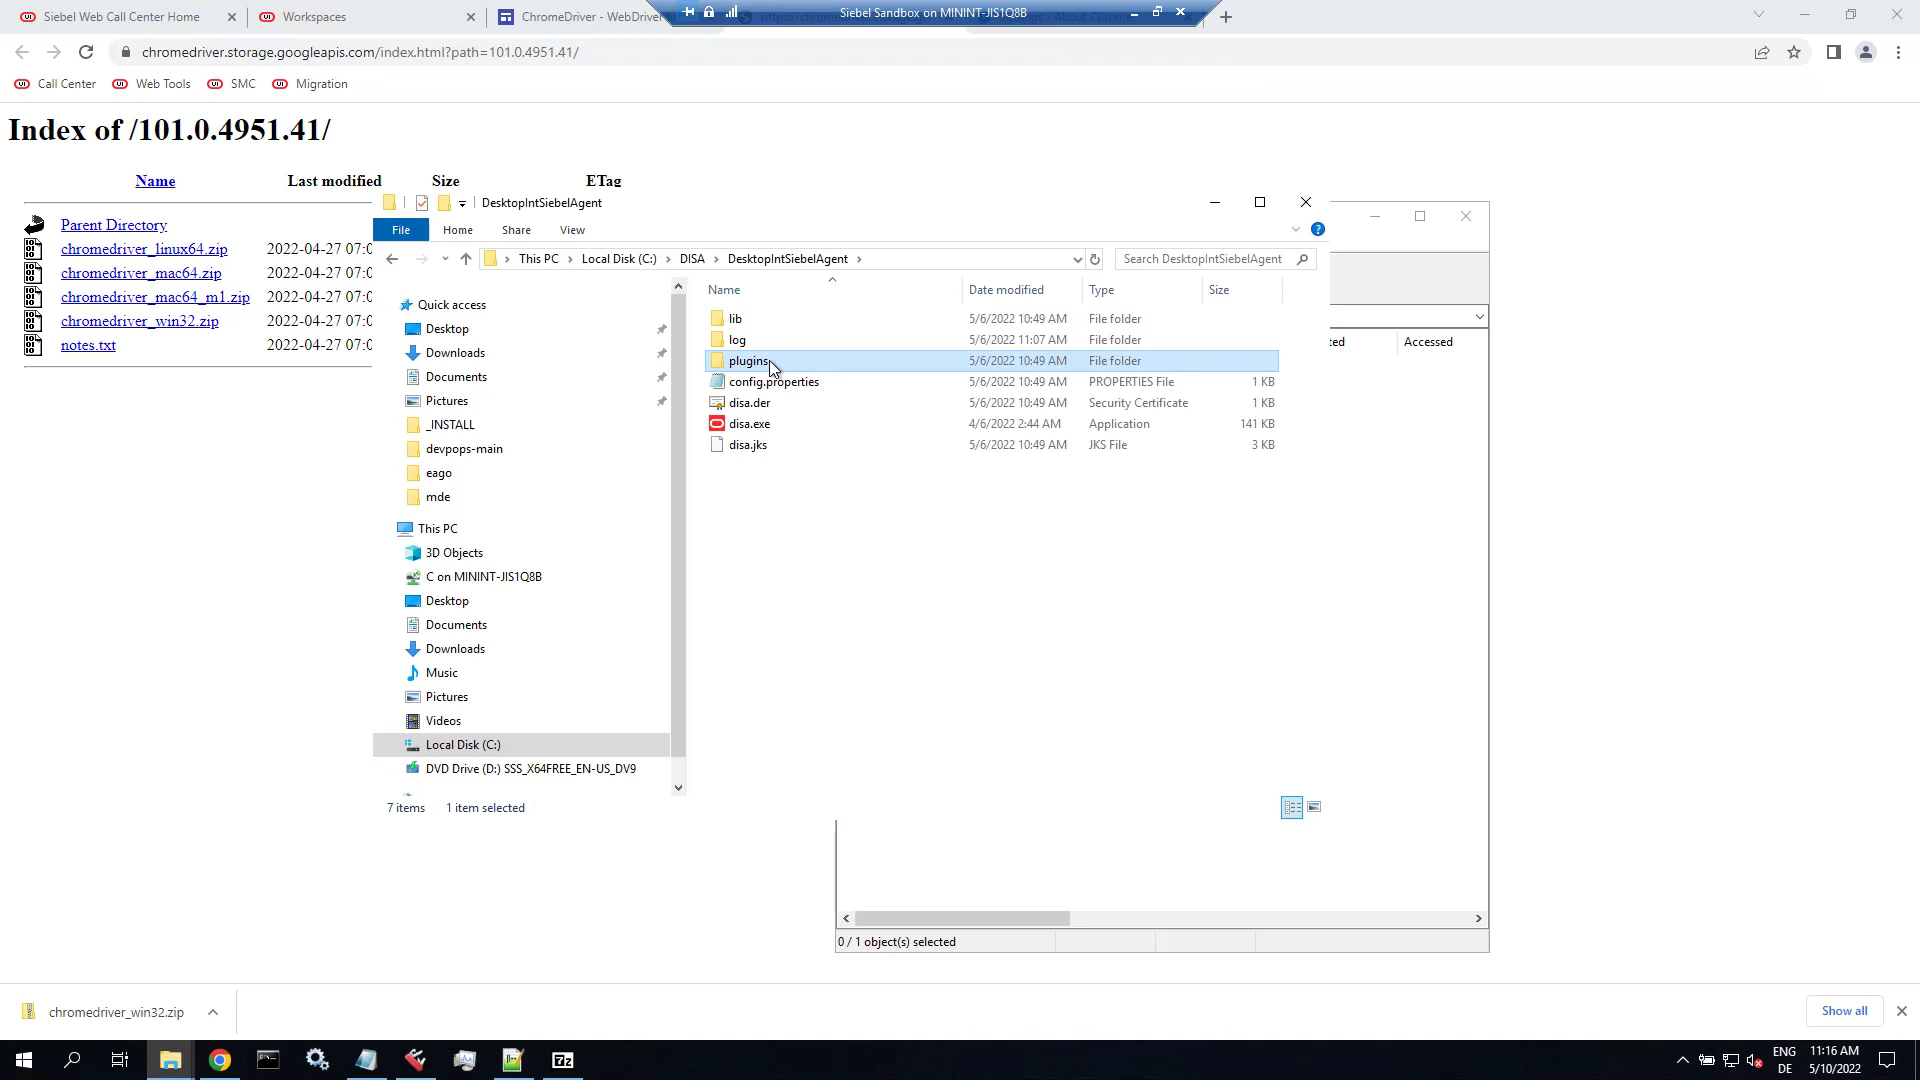 Siebel Web Call Center Home
Workspaces
ChromeDriver - WebDriver
Siebel Sandbox on MININT-JIS1Q8B
chromedriver.storage.googleapis.com/index.html?path=101.0.4951.41/
Call Center
Web Tools
SMC
Migration
Index of /101.0.4951.41/
Name Last modified Size ETag
Parent Directory
chromedriver_linux64.zip 2022-04-27 07:0
chromedriver_mac64.zip 2022-04-27 07:0
chromedriver_mac64_m1.zip 2022-04-27 07:0
chromedriver_win32.zip 2022-04-27 07:0
notes.txt 2022-04-27 07:0
DesktopIntSiebelAgent
File Home Share View
This PC > Local Disk (C:) > DISA > DesktopIntSiebelAgent >
Search DesktopIntSiebelAgent
Quick access
Desktop
Downloads
Documents
Pictures
_INSTALL
devpops-main
eago
mde
This PC
3D Objects
C on MININT-JIS1Q8B
Desktop
Documents
Downloads
Music
Pictures
Videos
Local Disk (C:)
DVD Drive (D:) SSS_X64FREE_EN-US_DV9
Name Date modified Type Size
lib 5/6/2022 10:49 AM File folder
log 5/6/2022 11:07 AM File folder
plugins 5/6/2022 10:49 AM File folder
config.properties 5/6/2022 10:49 AM PROPERTIES File 1 KB
disa.der 5/6/2022 10:49 AM Security Certificate 1 KB
disa.exe 4/6/2022 2:44 AM Application 141 KB
disa.jks 5/6/2022 10:49 AM JKS File 3 KB
7 items 1 item selected
ted Accessed
0 / 1 object(s) selected
chromedriver_win32.zip
Show all
7z
ENG
DE
11:16 AM
5/10/2022